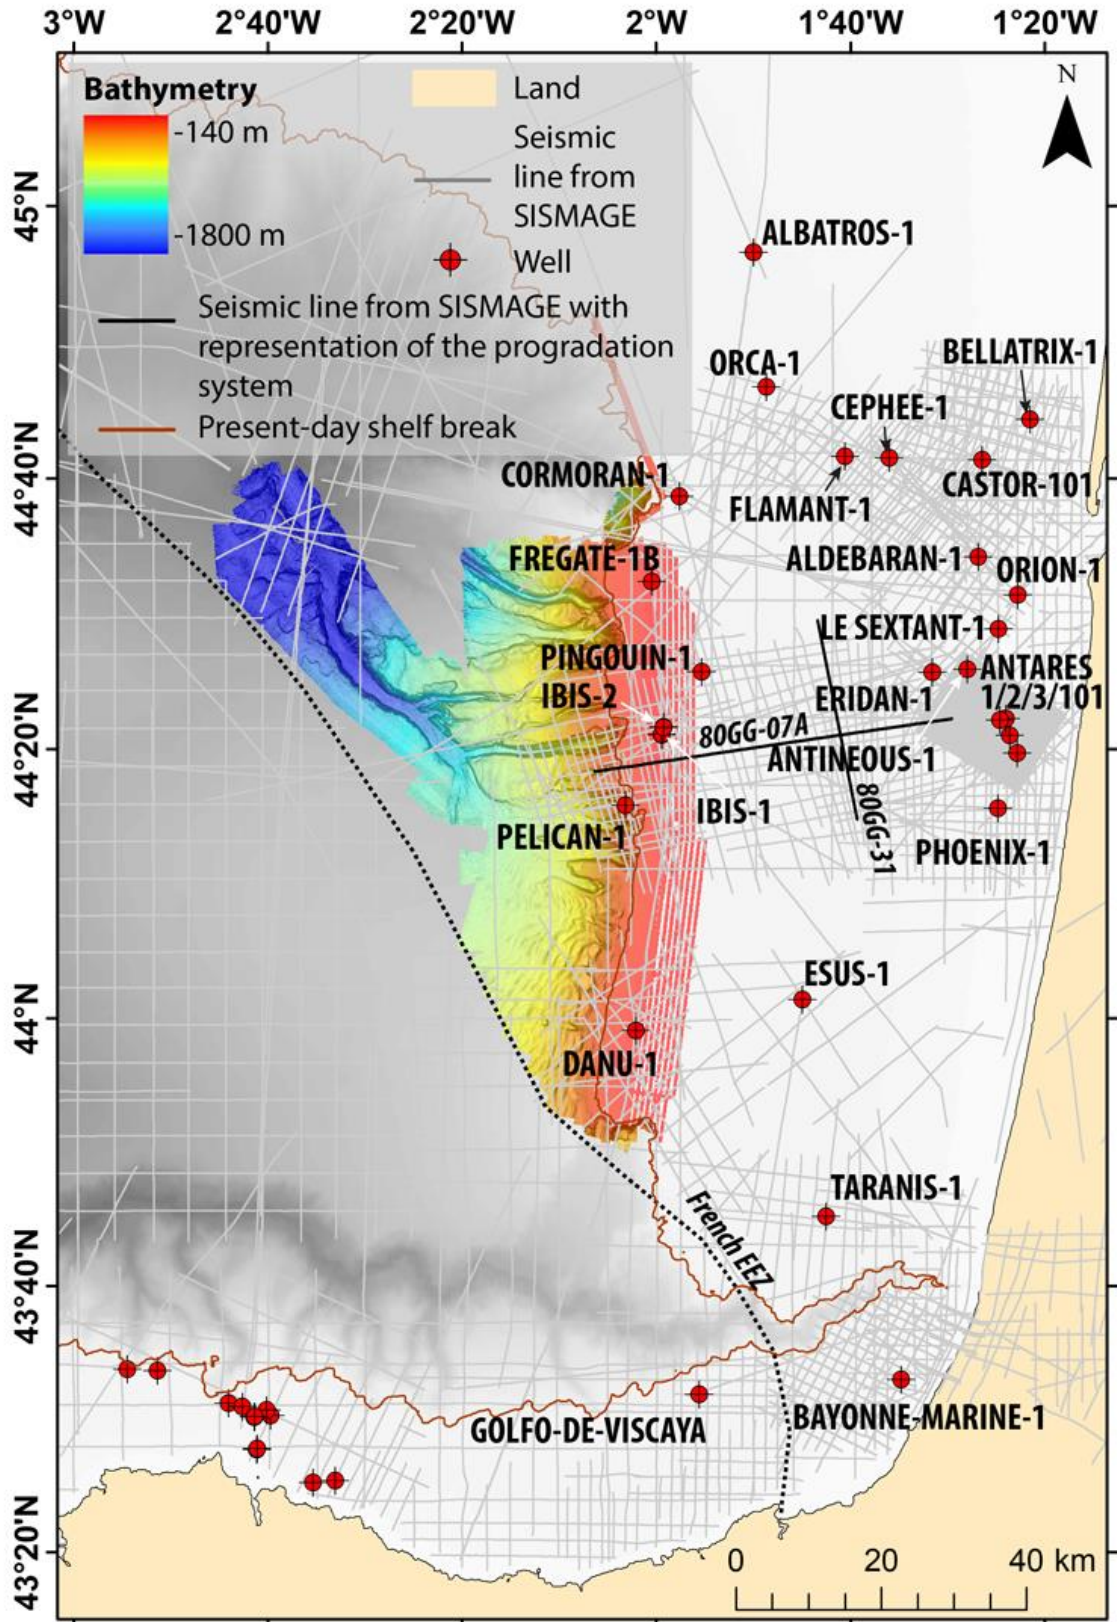 3°W 2°40'W 2°20'W 2°W 1°40'W 1°20'W
N
Bathymetry
-140 m
-1800 m
Land
Seismic
line from
SISMAGE
Well
Seismic line from SISMAGE with
representation of the progradation
system
Present-day shelf break
45°N
44°40'N
44°20'N
44°N
43°40'N
43°20'N
ALBATROS-1
ORCA-1
BELLATRIX-1
CEPHEE-1
CORMORAN-1
FLAMANT-1
CASTOR-101
FREGATE-1B
ALDEBARAN-1
ORION-1
LE SEXTANT-1
PINGOUIN-1
ANTARES
1/2/3/101
IBIS-2
ERIDAN-1
80GG-07A
ANTINEOUS-1
80GG-31
IBIS-1
PELICAN-1
PHOENIX-1
ESUS-1
DANU-1
TARANIS-1
French EEZ
GOLFO-DE-VISCAYA
BAYONNE-MARINE-1
0 20 40 km